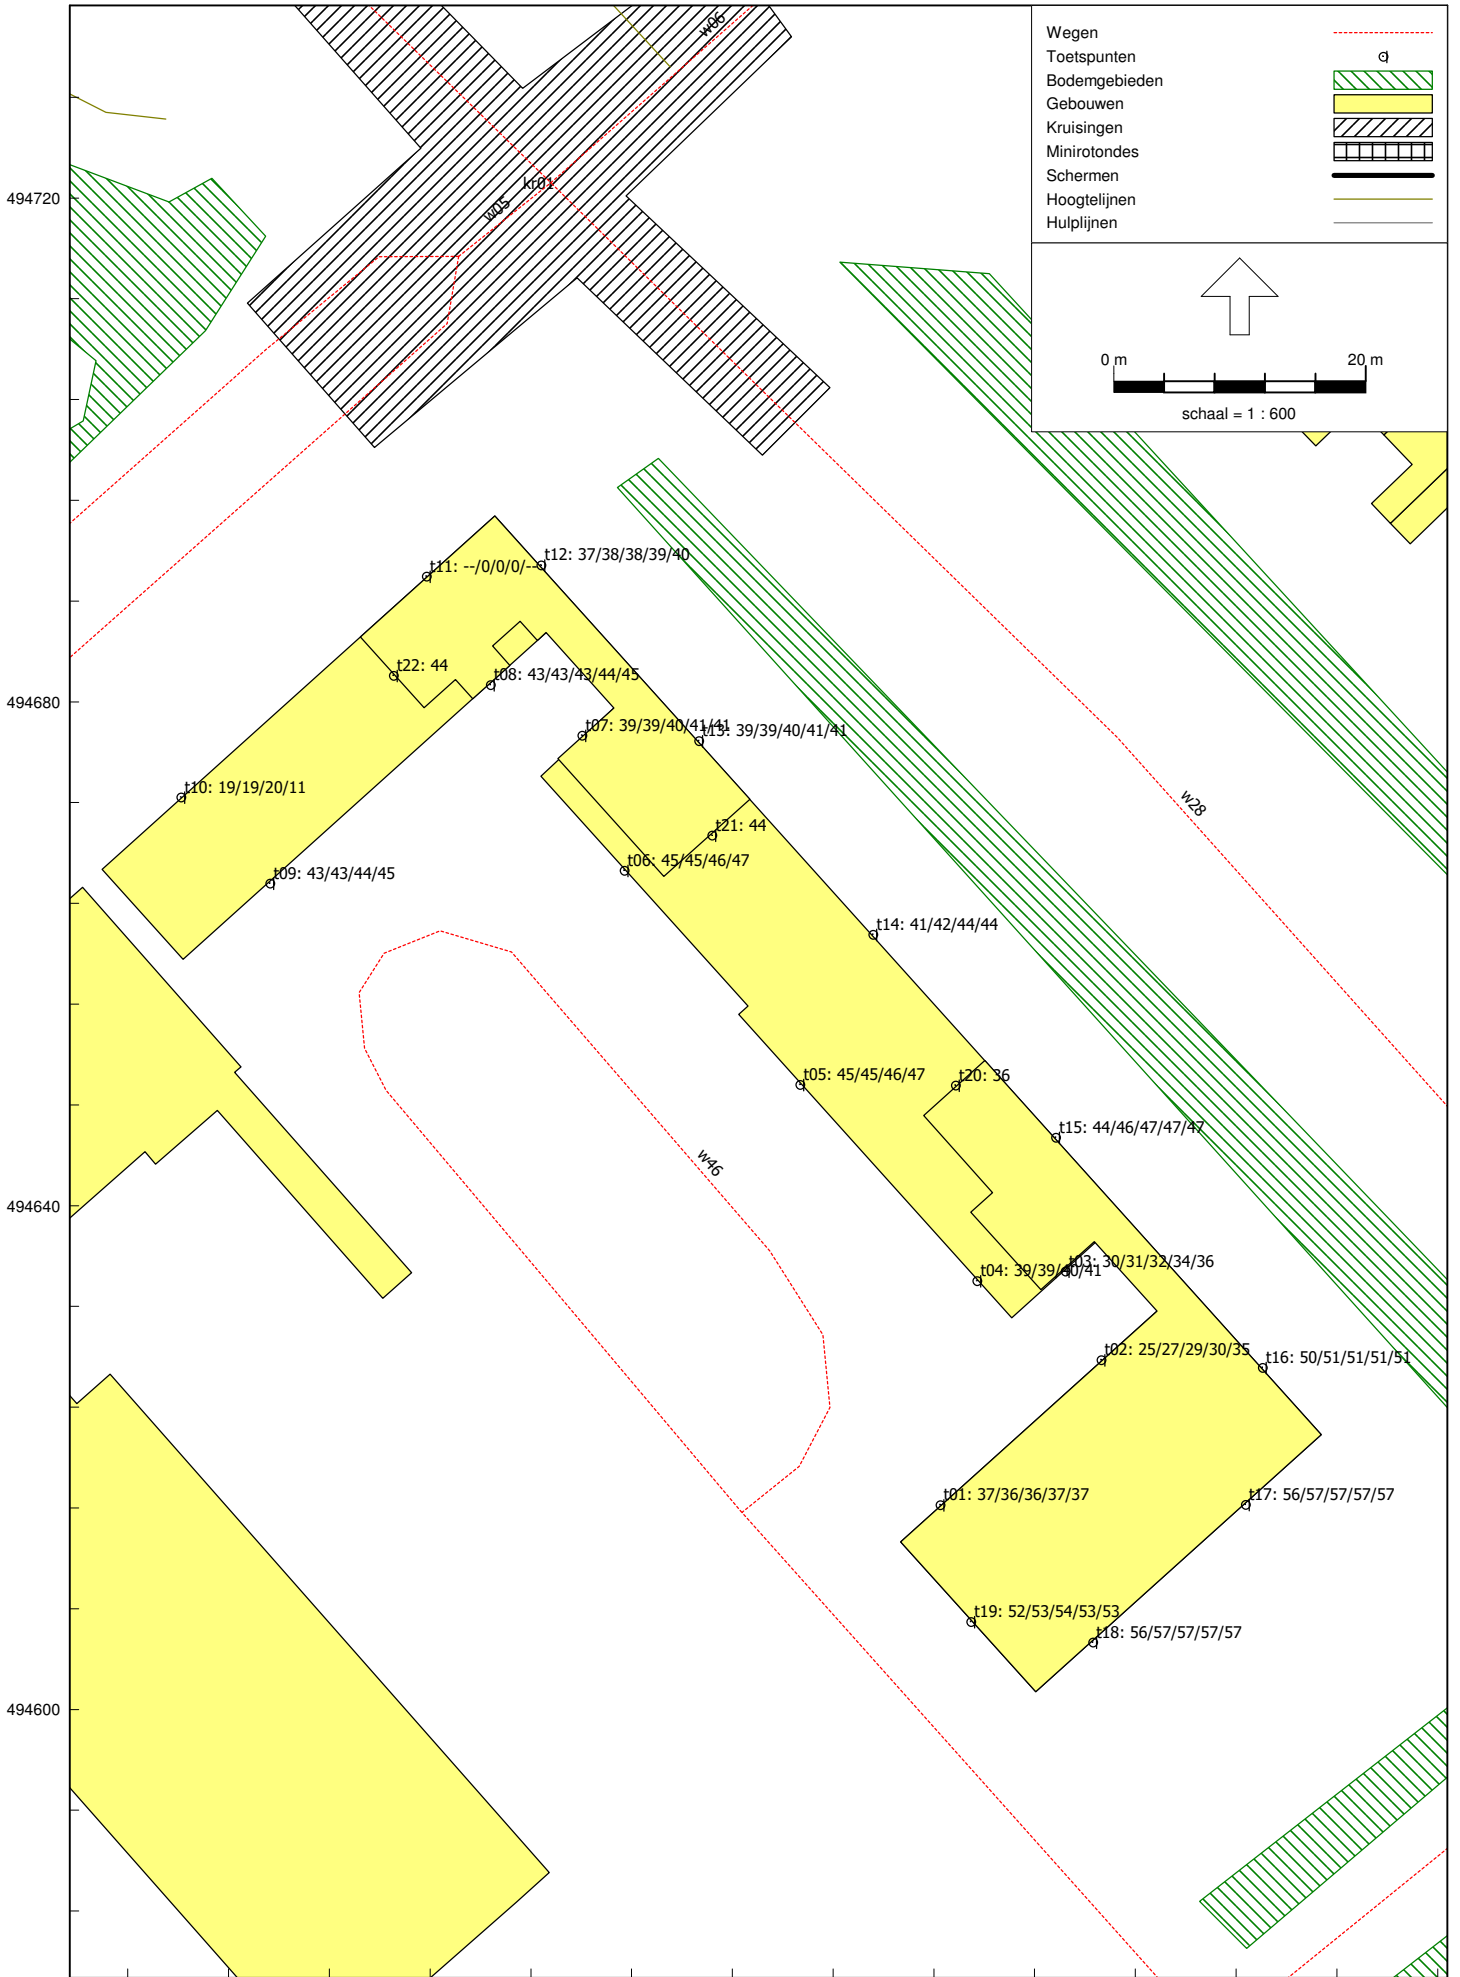 w06
Wegen
Toetspunten
Bodemgebieden
Gebouwen
Kruisingen
Minirotondes
Schermen
Hoogtelijnen
Hulplijnen
kr01
494720
w05
0 m 20 m
schaal = 1 : 600
t12: 37/38/38/39/40
t11: --/0/0/0/--
t22: 44
t08: 43/43/43/44/45
494680
t07: 39/39/40/41/41
t13: 39/39/40/41/41
t10: 19/19/20/11
w28
t21: 44
t06: 45/45/46/47
t09: 43/43/44/45
t14: 41/42/44/44
t05: 45/45/46/47
t20: 36
t15: 44/46/47/47/47
w46
494640
t03: 30/31/32/34/36
t04: 39/39/40/41
t02: 25/27/29/30/35
t16: 50/51/51/51/51
t01: 37/36/36/37/37
t17: 56/57/57/57/57
t19: 52/53/54/53/53
t18: 56/57/57/57/57
494600